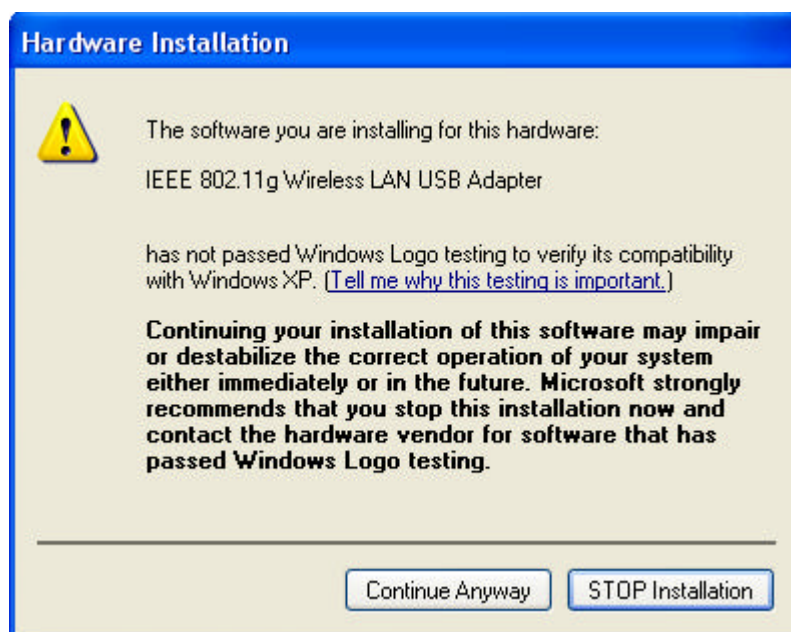 Hardware Installation
The software you are installing for this hardware:
IEEE 802.11g Wireless LAN USB Adapter
has not passed Windows Logo testing to verify its compatibility
with Windows XP. (Tell me why this testing is important.)
Continuing your installation of this software may impair
or destabilize the correct operation of your system
either immediately or in the future. Microsoft strongly
recommends that you stop this installation now and
contact the hardware vendor for software that has
passed Windows Logo testing.
Continue Anyway
STOP Installation